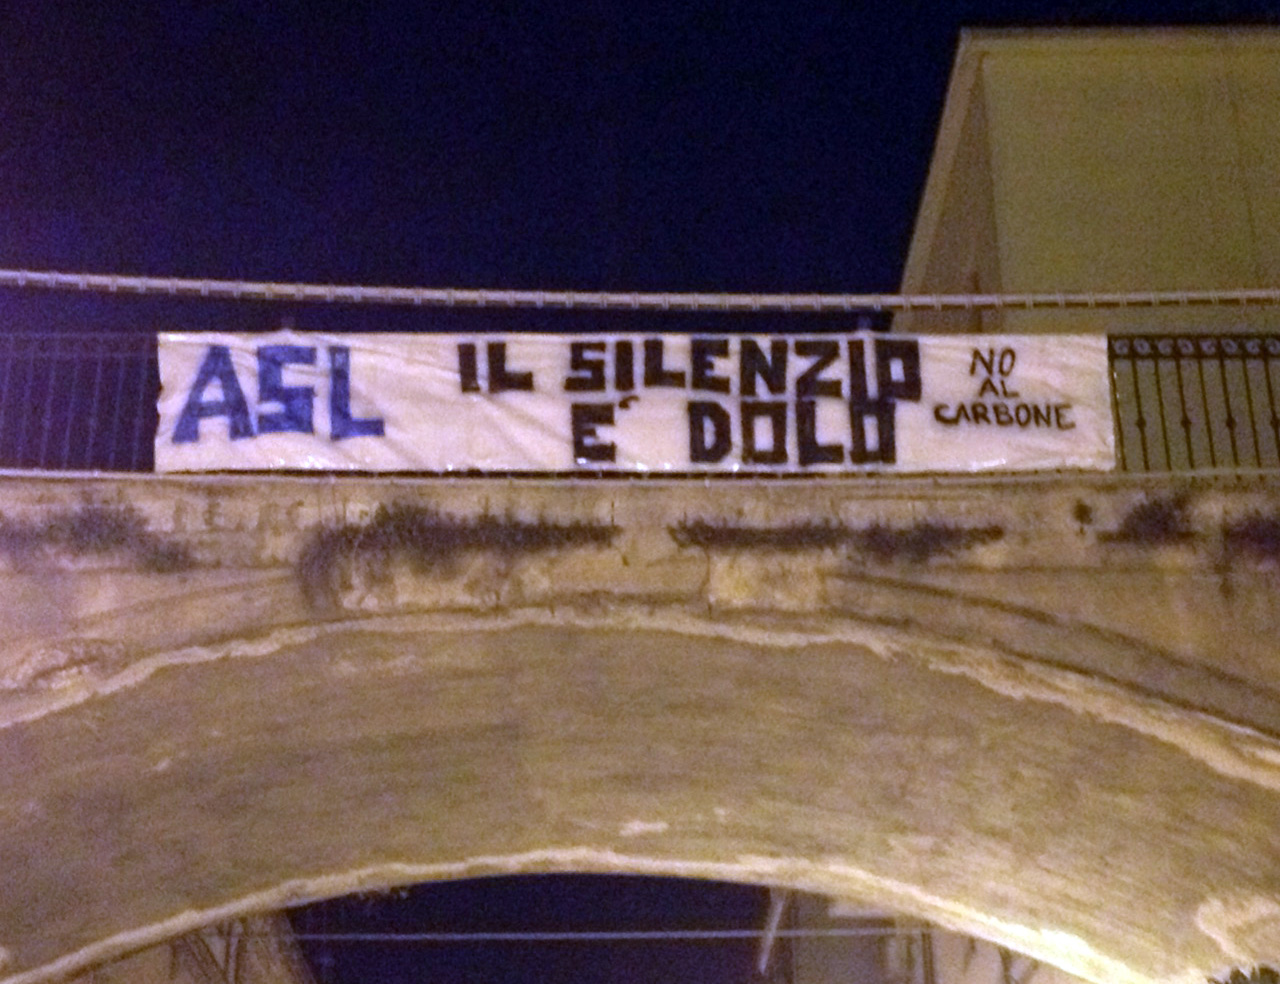 ASL
IL SILENZIO
E' DOLO
NO
AL
CARBONE